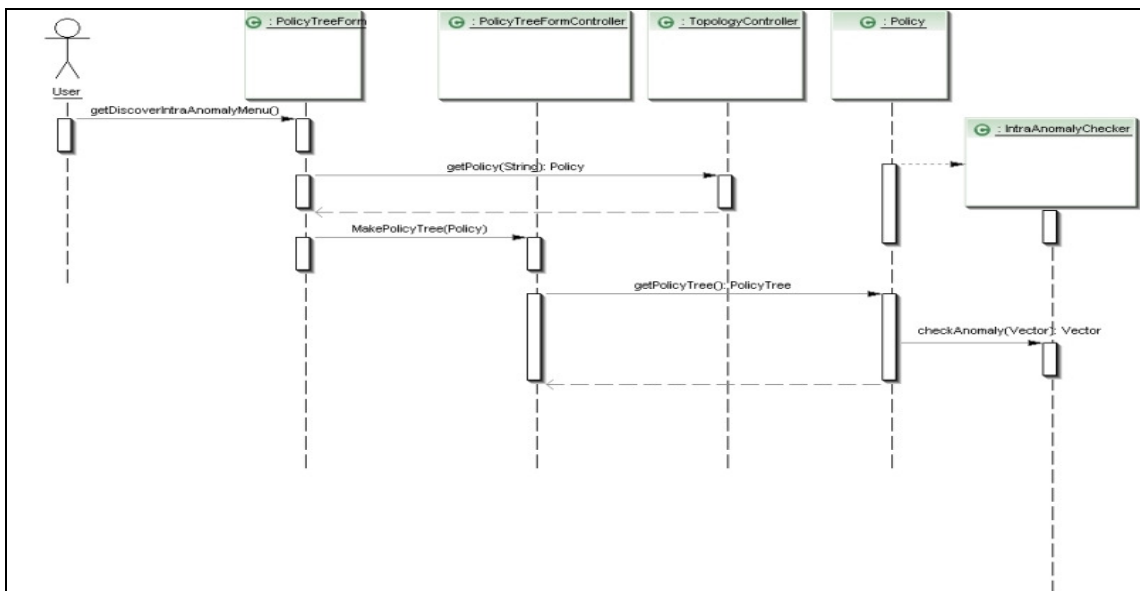 : PolicyTreeForm
: PolicyTreeFormController
: TopologyController
: Policy
User
getDiscoverIntraAnomalyMenu()
: IntraAnomalyChecker
getPolicy(String): Policy
MakePolicyTree(Policy)
getPolicyTree(): PolicyTree
checkAnomaly(Vector): Vector